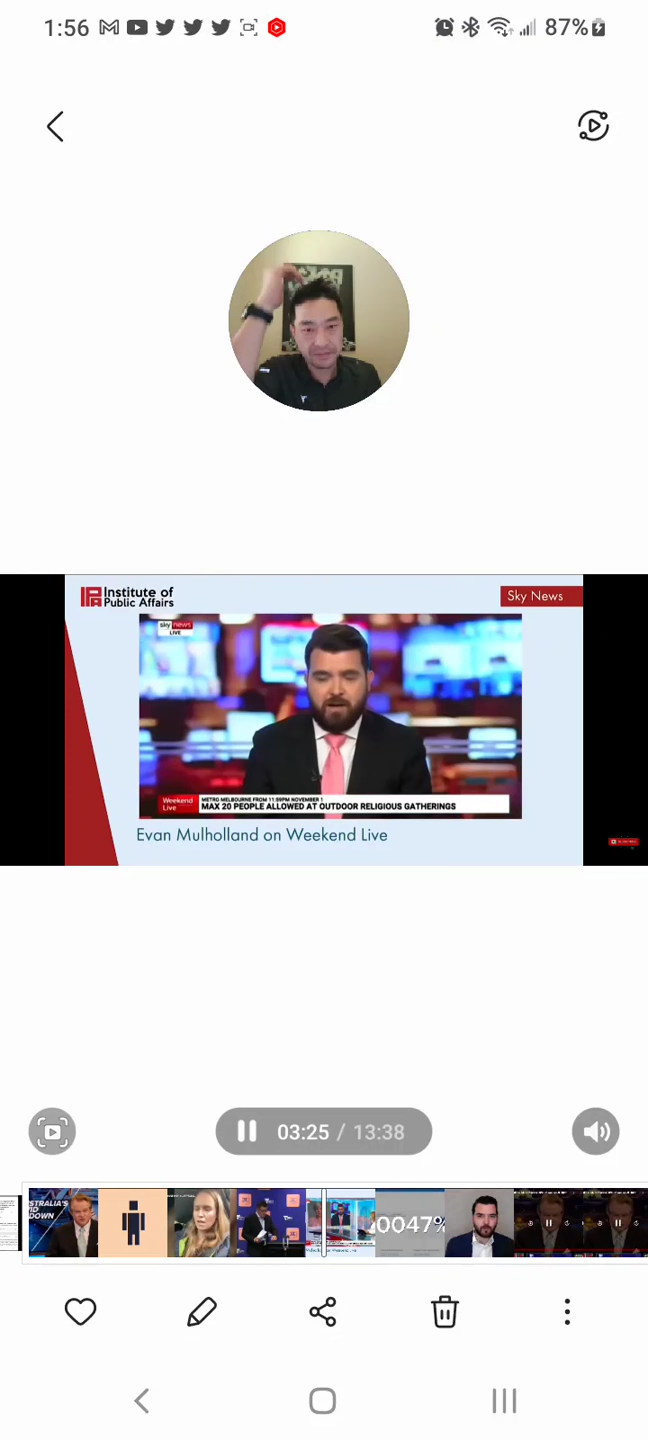 1:56
87%
Institute of
Public Affairs
Sky News
sky news
LIVE
Weekend
Live
METRO MELBOURNE FROM 11:59PM NOVEMBER 1
MAX 20 PEOPLE ALLOWED AT OUTDOOR RELIGIOUS GATHERINGS
Evan Mulholland on Weekend Live
03:25 / 13:38
STRALIA'S
DOWN
0047%